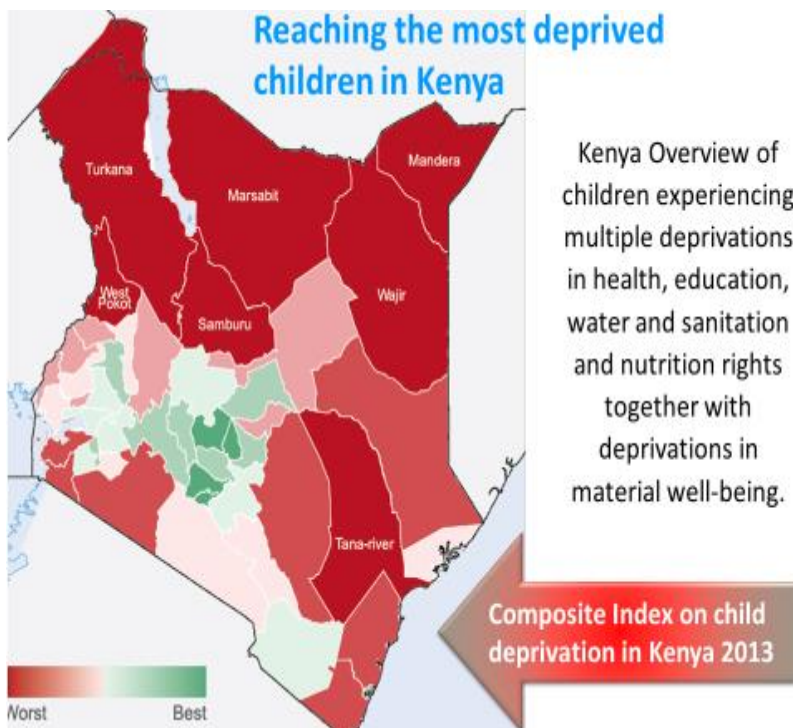 Reaching the most deprived
children in Kenya
Kenya Overview of
children experiencing
multiple deprivations
in health, education,
water and sanitation
and nutrition rights
together with
deprivations in
material well-being.
Turkana
Marsabit
Mandera
West
Pokot
Samburu
Wajir
Tana-river
Composite Index on child
deprivation in Kenya 2013
Worst
Best